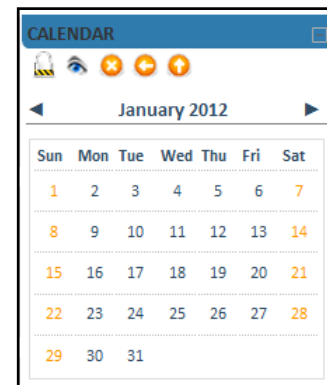 CALENDAR
January 2012
Sun Mon Tue Wed Thu Fri Sat
1 2 3 4 5 6 7
8 9 10 11 12 13 14
15 16 17 18 19 20 21
22 23 24 25 26 27 28
29 30 31